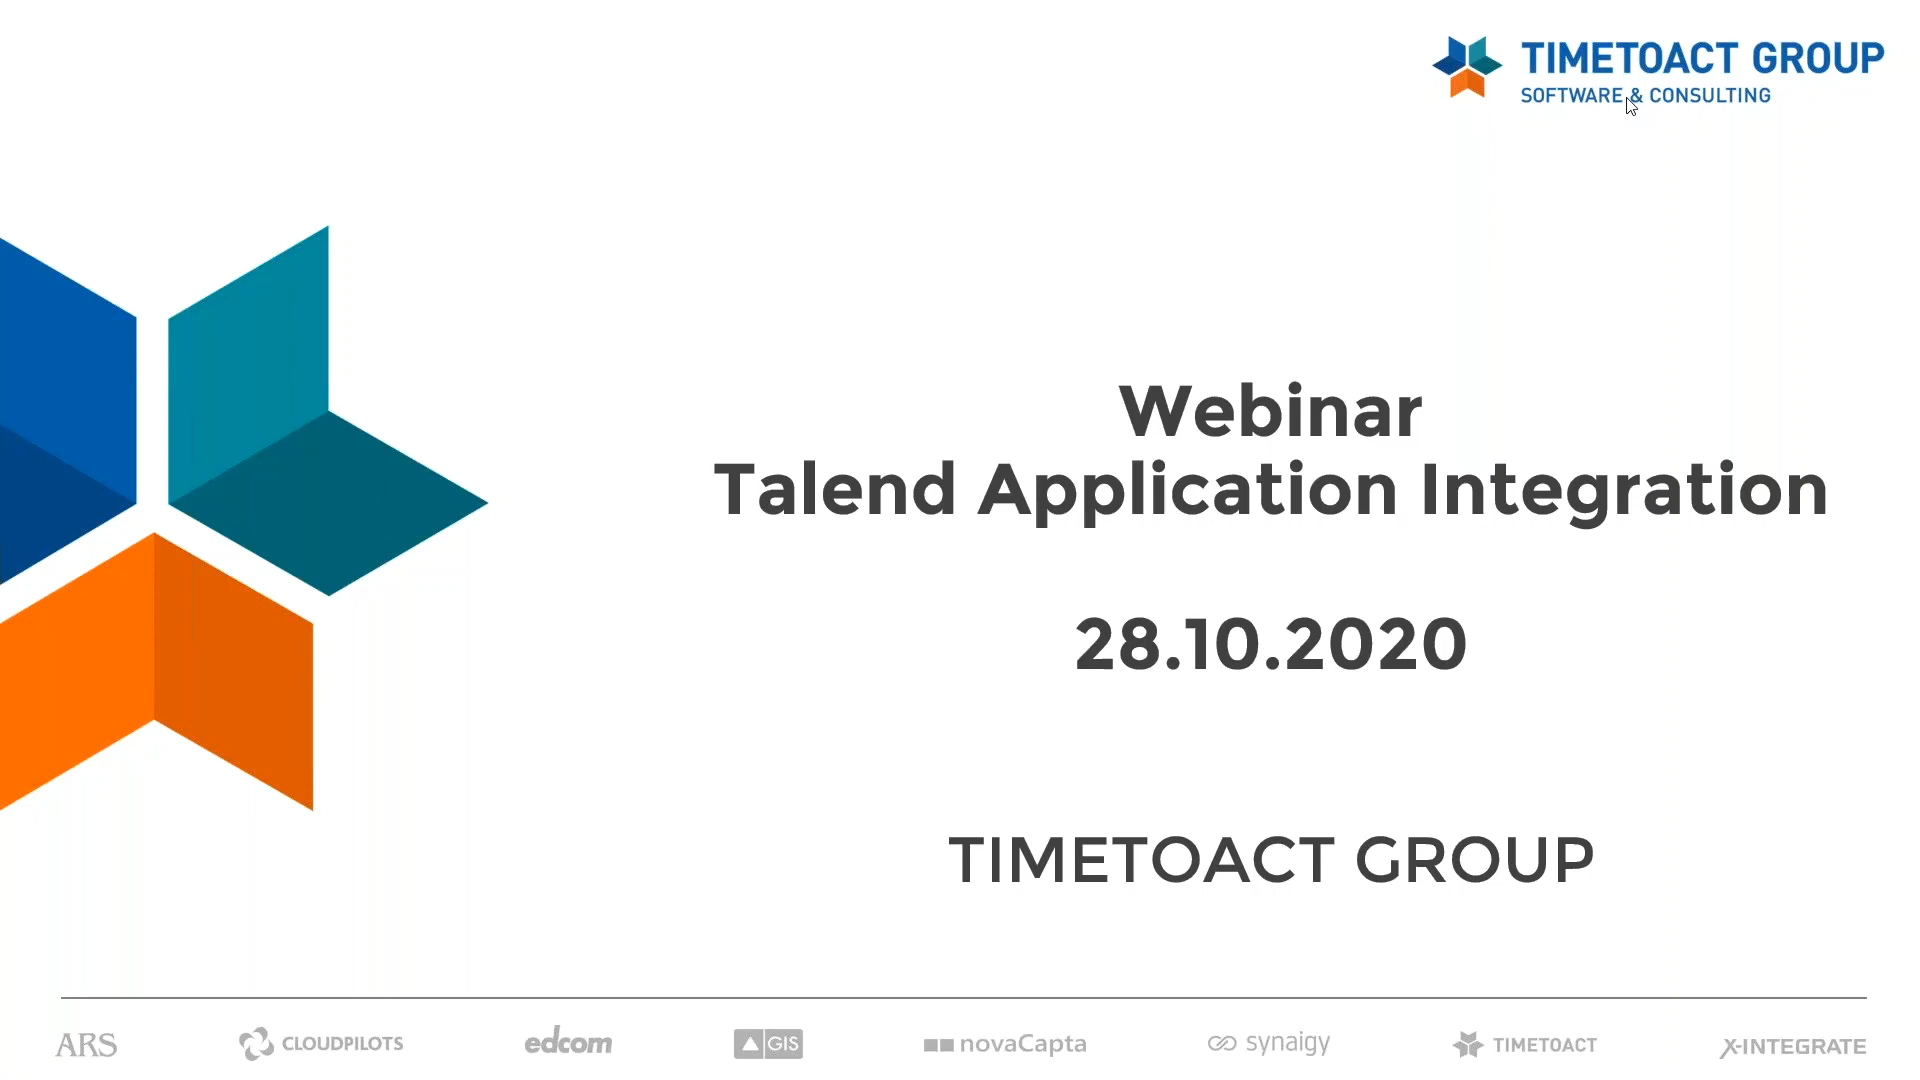 TIMETOACT GROUP
SOFTWARE & CONSULTING
Webinar
Talend Application Integration
28.10.2020
TIMETOACT GROUP
ARS CLOUDPILOTS edcom GIS novaCapta synaigy TIMETOACT X-INTEGRATE